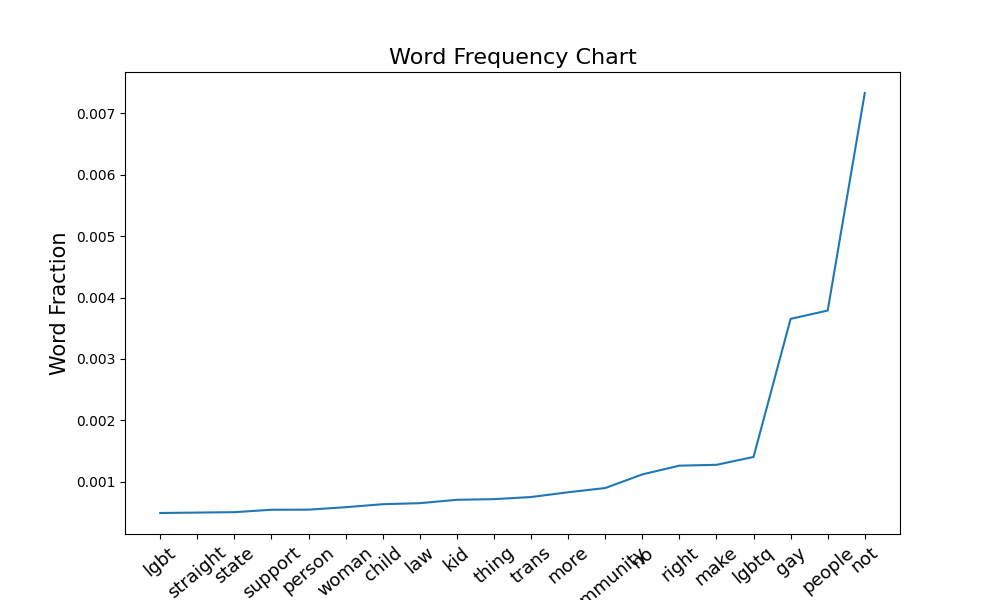 Word Frequency Chart
0.007
0.006
0.005
0.004
0.003
0.002
0.001
Word Fraction
lgbt
straight
state
support
person
woman
child
law
kid
thing
trans
more
mmunity
no
right
make
lgbtq
gay
people
not